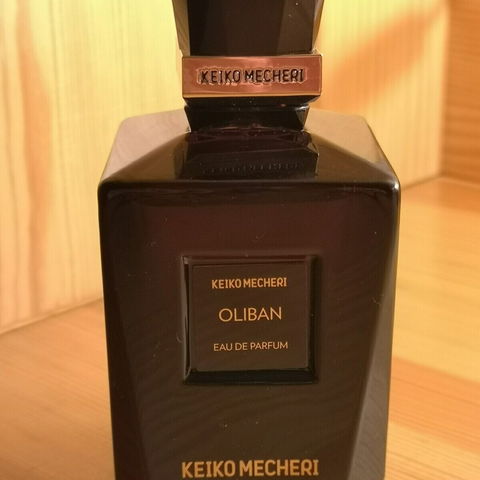 KEIKO MECHERI
KEIKO MECHERI
OLIBAN
EAU DE PARFUM
KEIKO MECHERI